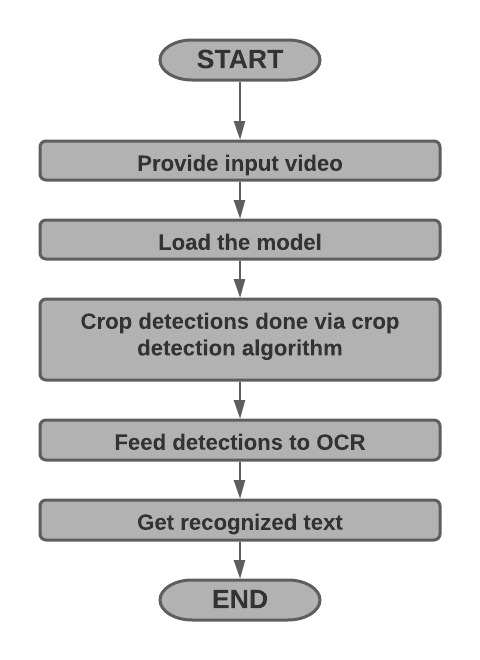 START
Provide input video
Load the model
Crop detections done via crop
detection algorithm
Feed detections to OCR
Get recognized text
END